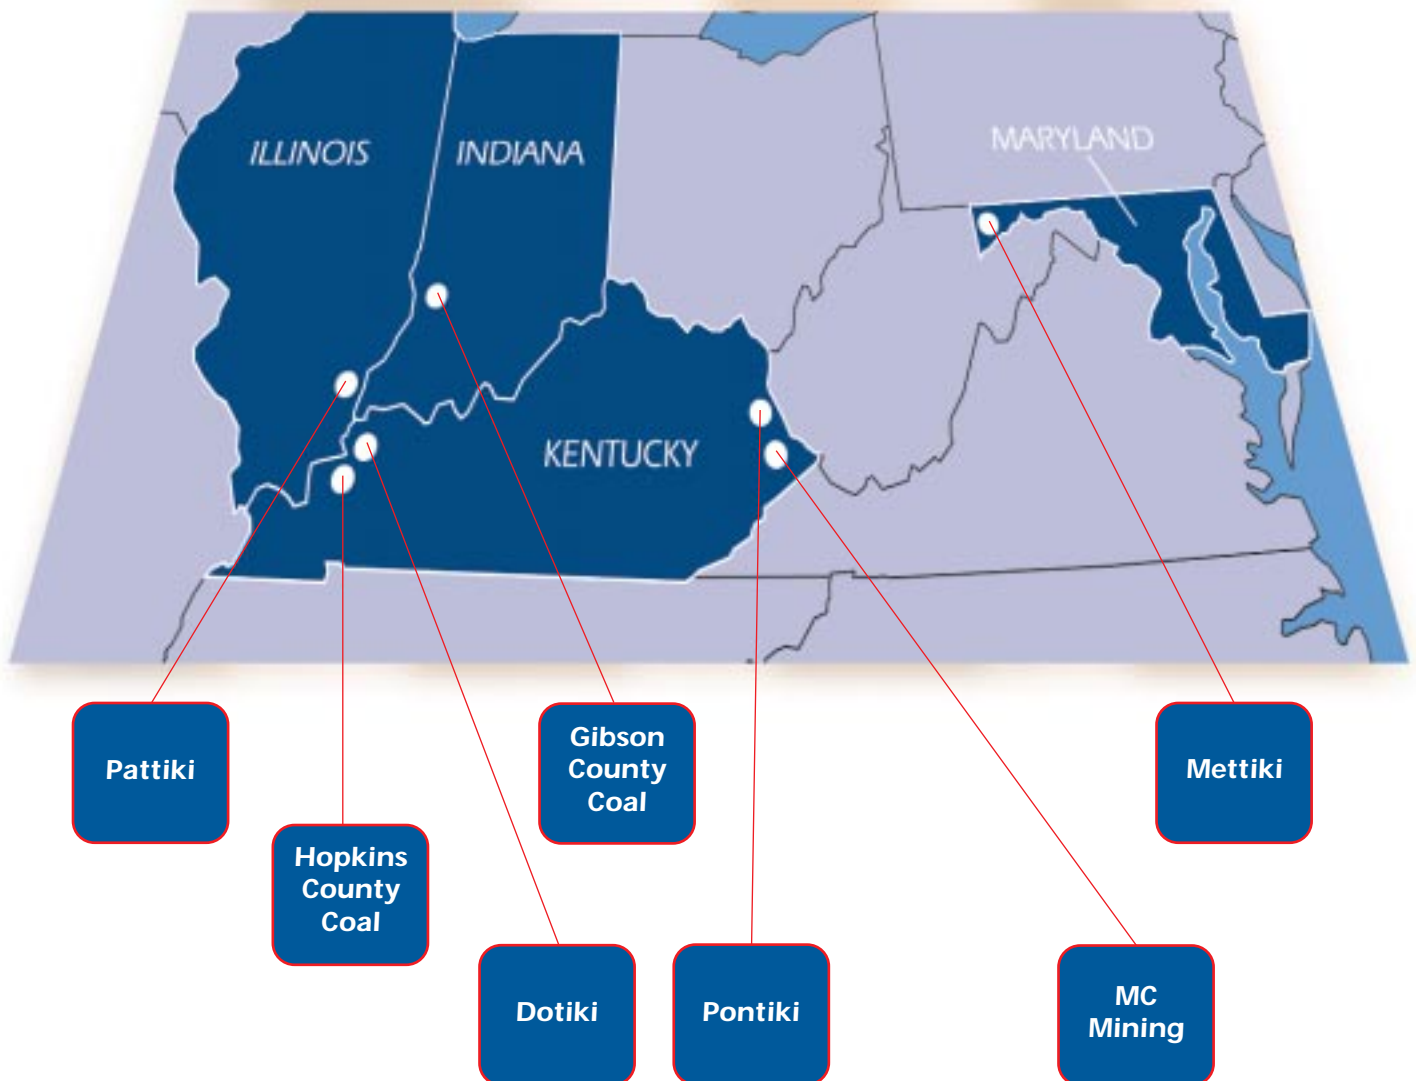 ILLINOIS
INDIANA
MARYLAND
KENTUCKY
Pattiki
Gibson
County
Coal
Mettiki
Hopkins
County
Coal
Dotiki
Pontiki
MC
Mining